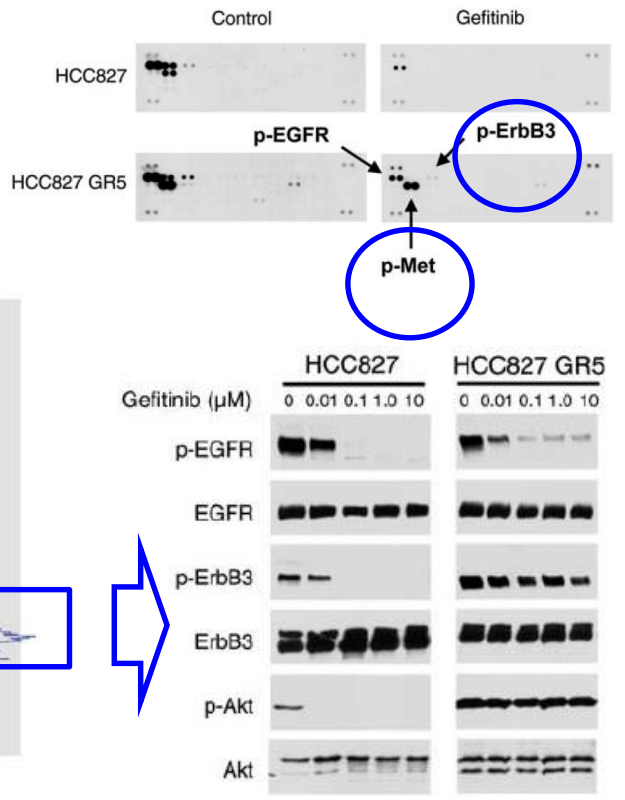 Control Gefitinib
HCC827
p-EGFR p-ErbB3
HCC827 GR5
p-Met
HCC827 HCC827 GR5
Gefitinib (µM) 0 0.01 0.1 1.0 10 0 0.01 0.1 1.0 10
p-EGFR
EGFR
p-ErbB3
ErbB3
p-Akt
Akt